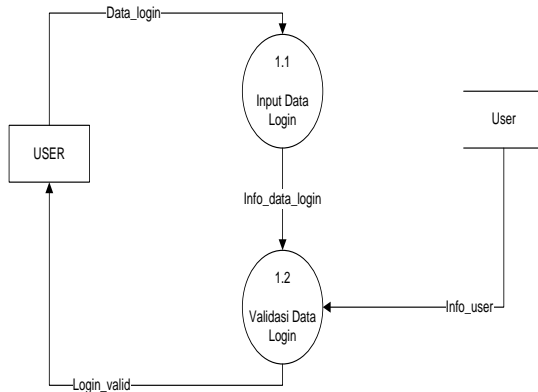 Data_login
1.1
Input Data
Login
User
USER
Info_data_login
1.2
Validasi Data
Login
Info_user
Login_valid